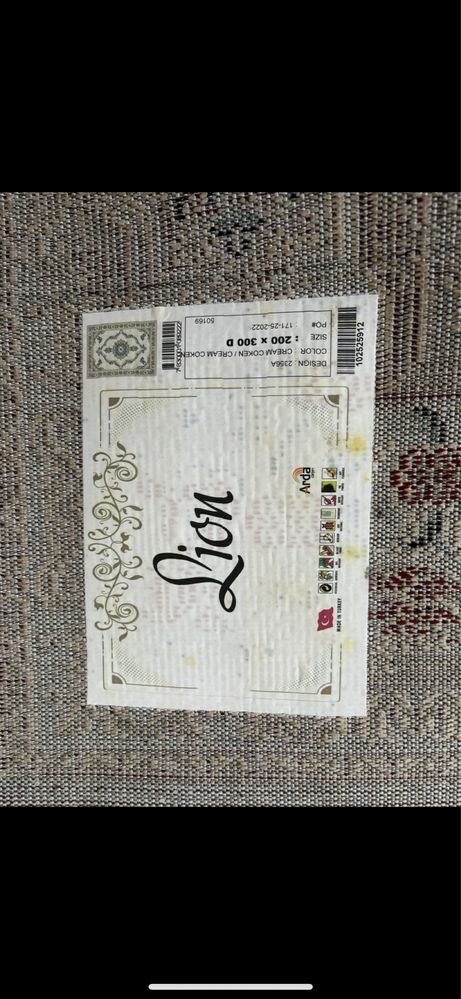 DESIGN : 2356A
COLOR : CREAM COKEN / CREAM COKEN
SIZE : 200 x 300 D
PO# : 171-25-2022
50169
102525912
Lion
Arda
MADE IN TURKEY